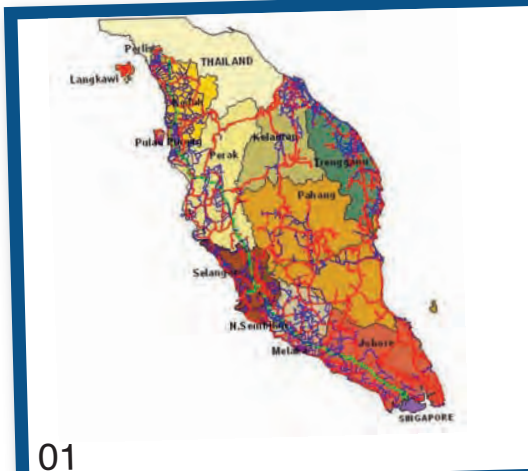 Perlis
THAILAND
Langkawi
Kedah
Pulau Pinang
Kelantan
Perak
Trengganu
Pahang
Selangor
N.Sembilan
Melaka
Johore
SINGAPORE
01